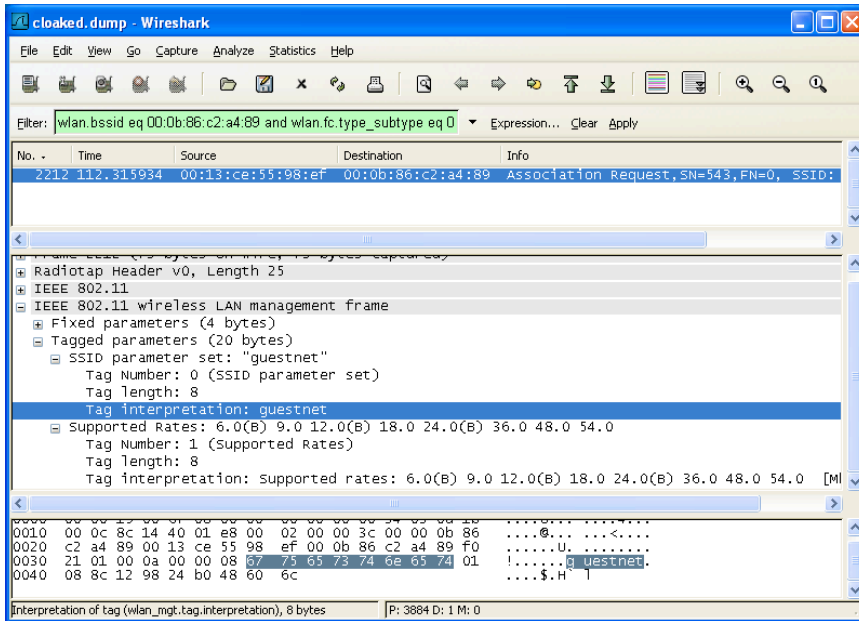 cloaked.dump - Wireshark
File Edit View Go Capture Analyze Statistics Help
Filter: wlan.bssid eq 00:0b:86:c2:a4:89 and wlan.fc.type_subtype eq 0 Expression... Clear Apply
No. . Time Source Destination Info
2212 112.315934 00:13:ce:55:98:ef 00:0b:86:c2:a4:89 Association Request,SN=543,FN=0, SSID:
Radiotap Header v0, Length 25
IEEE 802.11
IEEE 802.11 wireless LAN management frame
Fixed parameters (4 bytes)
Tagged parameters (20 bytes)
SSID parameter set: "guestnet"
Tag Number: 0 (SSID parameter set)
Tag length: 8
Tag interpretation: guestnet
Supported Rates: 6.0(B) 9.0 12.0(B) 18.0 24.0(B) 36.0 48.0 54.0
Tag Number: 1 (Supported Rates)
Tag length: 8
Tag interpretation: Supported rates: 6.0(B) 9.0 12.0(B) 18.0 24.0(B) 36.0 48.0 54.0
0010 00 0c 8c 14 40 01 e8 00 02 00 00 3c 00 00 0b 86 ....@... ...<....
0020 c2 a4 89 00 13 ce 55 98 ef 00 0b 86 c2 a4 89 f0 ......U. ........
0030 21 01 00 0a 00 00 08 67 75 65 73 74 6e 65 74 01 !......g uestnet.
0040 08 8c 12 98 24 b0 48 60 6c ....$.H` l
Interpretation of tag (wlan_mgt.tag.interpretation), 8 bytes P: 3884 D: 1 M: 0